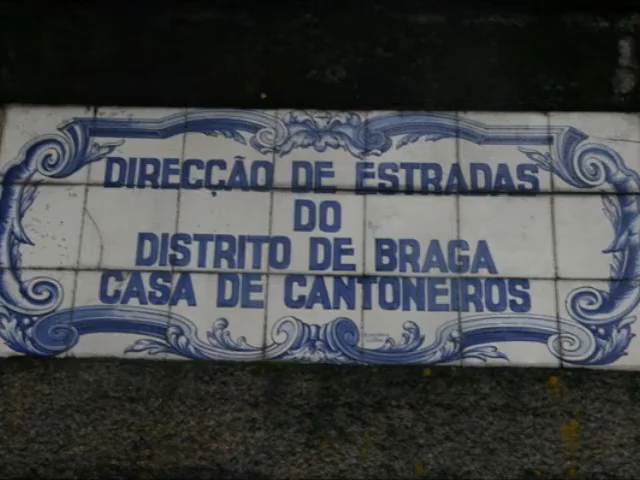 DIRECÇÃO DE ESTRADAS
DO
DISTRITO DE BRAGA
CASA DE CANTONEIROS